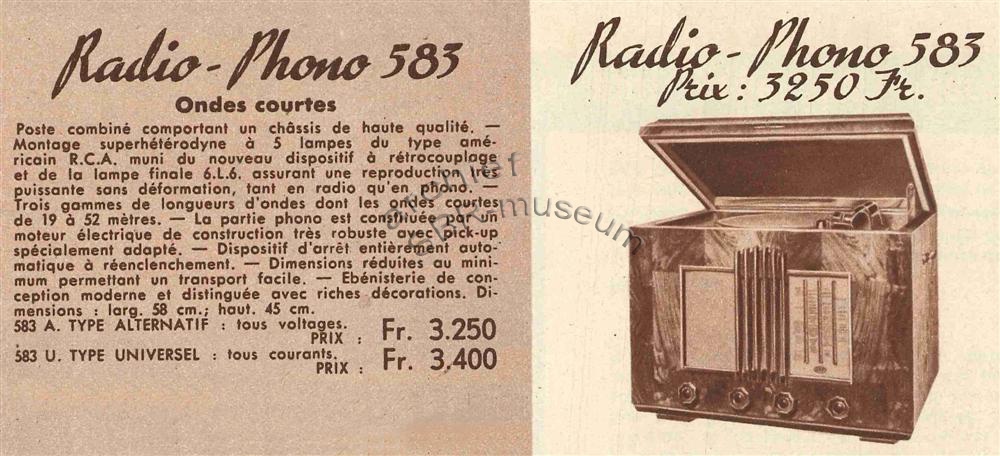 Radio-Phono 583
Ondes courtes
Poste combiné comportant un châssis de haute qualité. —
Montage superhétérodyne à 5 lampes du type amé-
ricain R.C.A. muni du nouveau dispositif à rétrocouplage
et de la lampe finale 6.L.6. assurant une reproduction très
puissante sans déformation, tant en radio qu'en phono. —
Trois gammes de longueurs d'ondes dont les ondes courtes
de 19 à 52 mètres. — La partie phono est constituée par un
moteur électrique de construction très robuste avec pick-up
spécialement adapté. — Dispositif d'arrêt entièrement auto-
matique à réenclenchement. — Dimensions réduites au mini-
mum permettant un transport facile. — Ebénisterie de con-
ception moderne et distinguée avec riches décorations. Di-
mensions : larg. 58 cm.; haut. 45 cm.
583 A. TYPE ALTERNATIF : tous voltages.
PRIX : Fr. 3.250
583 U. TYPE UNIVERSEL : tous courants.
PRIX : Fr. 3.400
Radio-Phono 583
Prix : 3250 Fr.
archief
museum